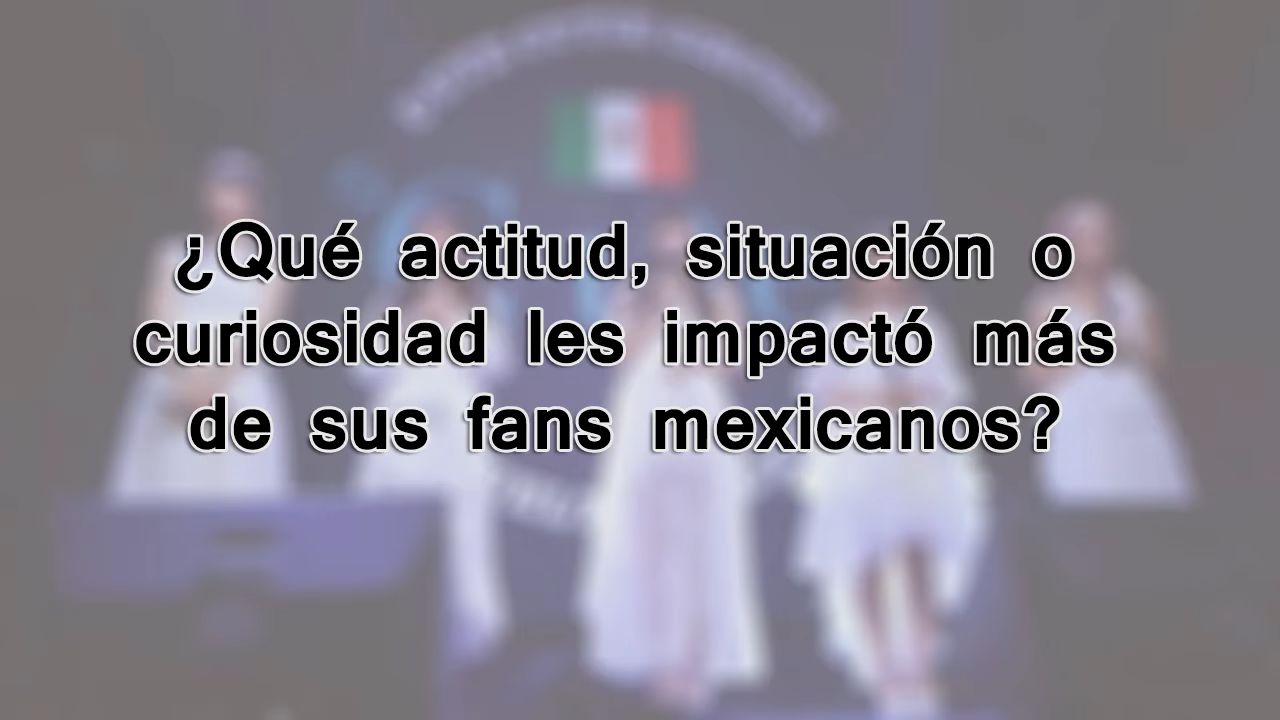 ¿Qué actitud, situación o
curiosidad les impactó más
de sus fans mexicanos?